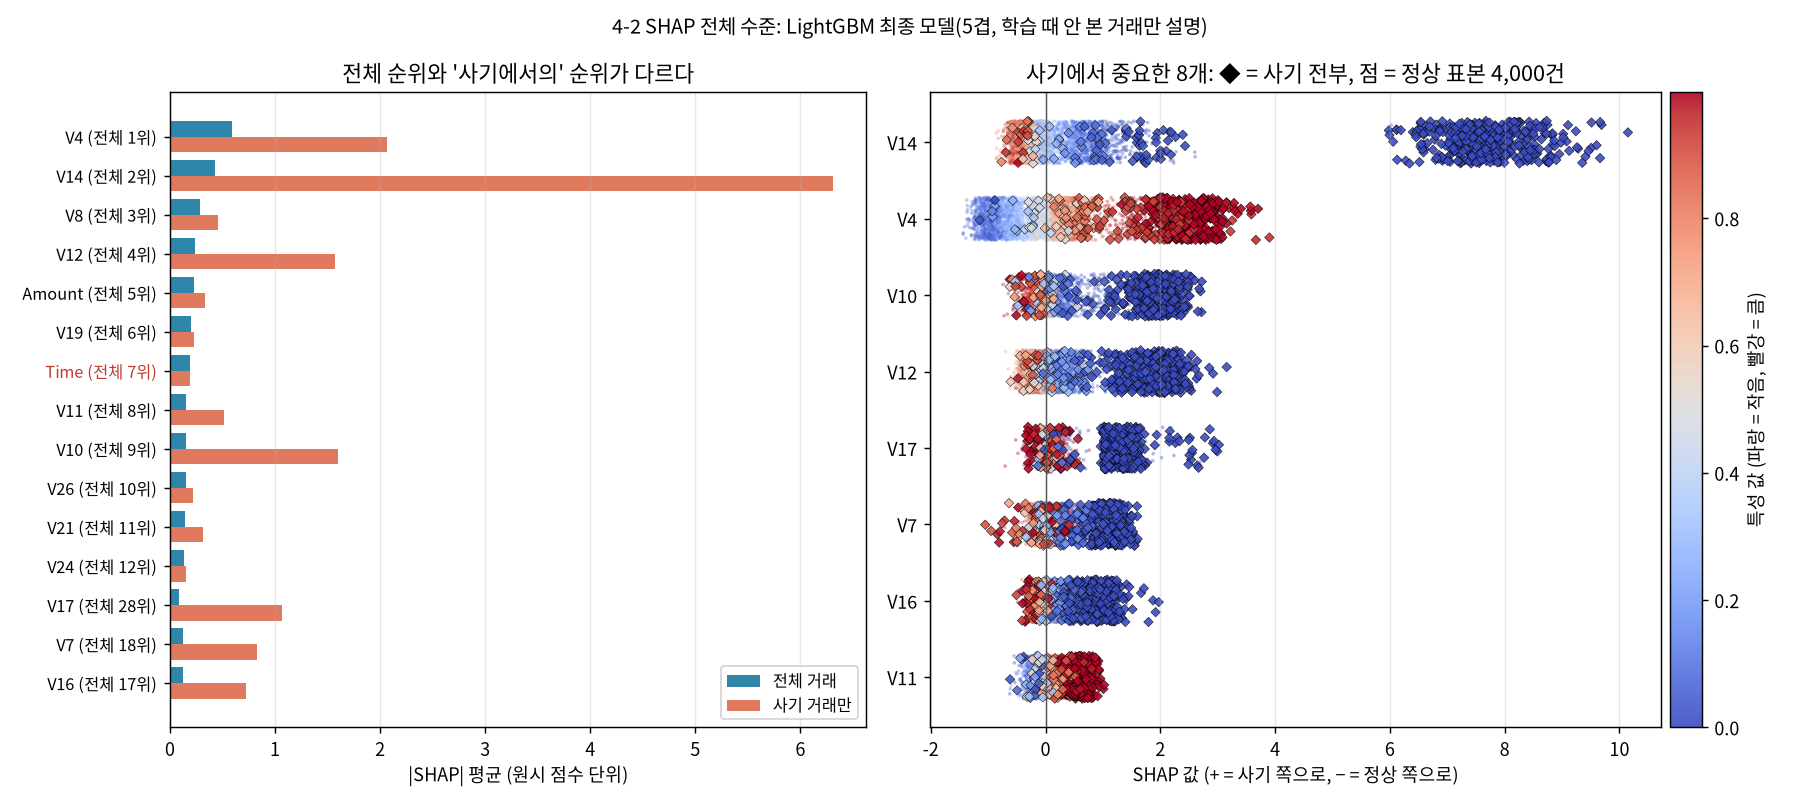 4-2 SHAP 전체 수준: LightGBM 최종 모델(5겹, 학습 때 안 본 거래만 설명)
전체 순위와 '사기에서의' 순위가 다르다
V4 (전체 1위)
V14 (전체 2위)
V8 (전체 3위)
V12 (전체 4위)
Amount (전체 5위)
V19 (전체 6위)
Time (전체 7위)
V11 (전체 8위)
V10 (전체 9위)
V26 (전체 10위)
V21 (전체 11위)
V24 (전체 12위)
V17 (전체 28위)
V7 (전체 18위)
V16 (전체 17위)
전체 거래
사기 거래만
0 1 2 3 4 5 6
|SHAP| 평균 (원시 점수 단위)
사기에서 중요한 8개: ◆ = 사기 전부, 점 = 정상 표본 4,000건
V14
V4
V10
V12
V17
V7
V16
V11
-2 0 2 4 6 8 10
SHAP 값 (+ = 사기 쪽으로, − = 정상 쪽으로)
0.8
0.6
0.4
0.2
0.0
특성 값 (파랑 = 작음, 빨강 = 큼)